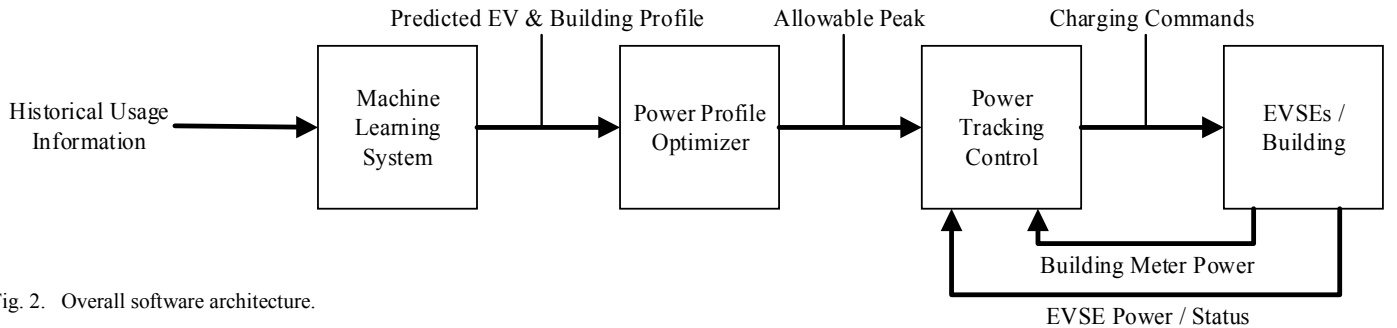 Predicted EV & Building Profile
Allowable Peak
Charging Commands
Historical Usage
Information
Machine
Learning
System
Power Profile
Optimizer
Power
Tracking
Control
EVSEs /
Building
Building Meter Power
EVSE Power / Status
ig. 2. Overall software architecture.